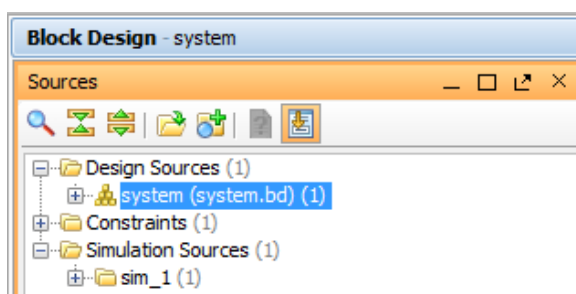 Block Design - system
Sources
Design Sources (1)
system (system.bd) (1)
Constraints (1)
Simulation Sources (1)
sim_1 (1)